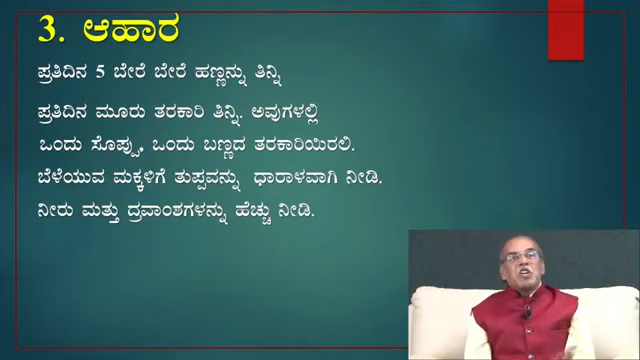 3. ಆಹಾರ
ಪ್ರತಿದಿನ 5 ಬೇರೆ ಬೇರೆ ಹಣ್ಣನ್ನು ತಿನ್ನಿ
ಪ್ರತಿದಿನ ಮೂರು ತರಕಾರಿ ತಿನ್ನಿ. ಅವುಗಳಲ್ಲಿ
ಒಂದು ಸೊಪ್ಪು, ಒಂದು ಬಣ್ಣದ ತರಕಾರಿಯಿರಲಿ.
ಬೆಳೆಯುವ ಮಕ್ಕಳಿಗೆ ತುಪ್ಪವನ್ನು ಧಾರಾಳವಾಗಿ ನೀಡಿ.
ನೀರು ಮತ್ತು ದ್ರವಾಂಶಗಳನ್ನು ಹೆಚ್ಚು ನೀಡಿ.